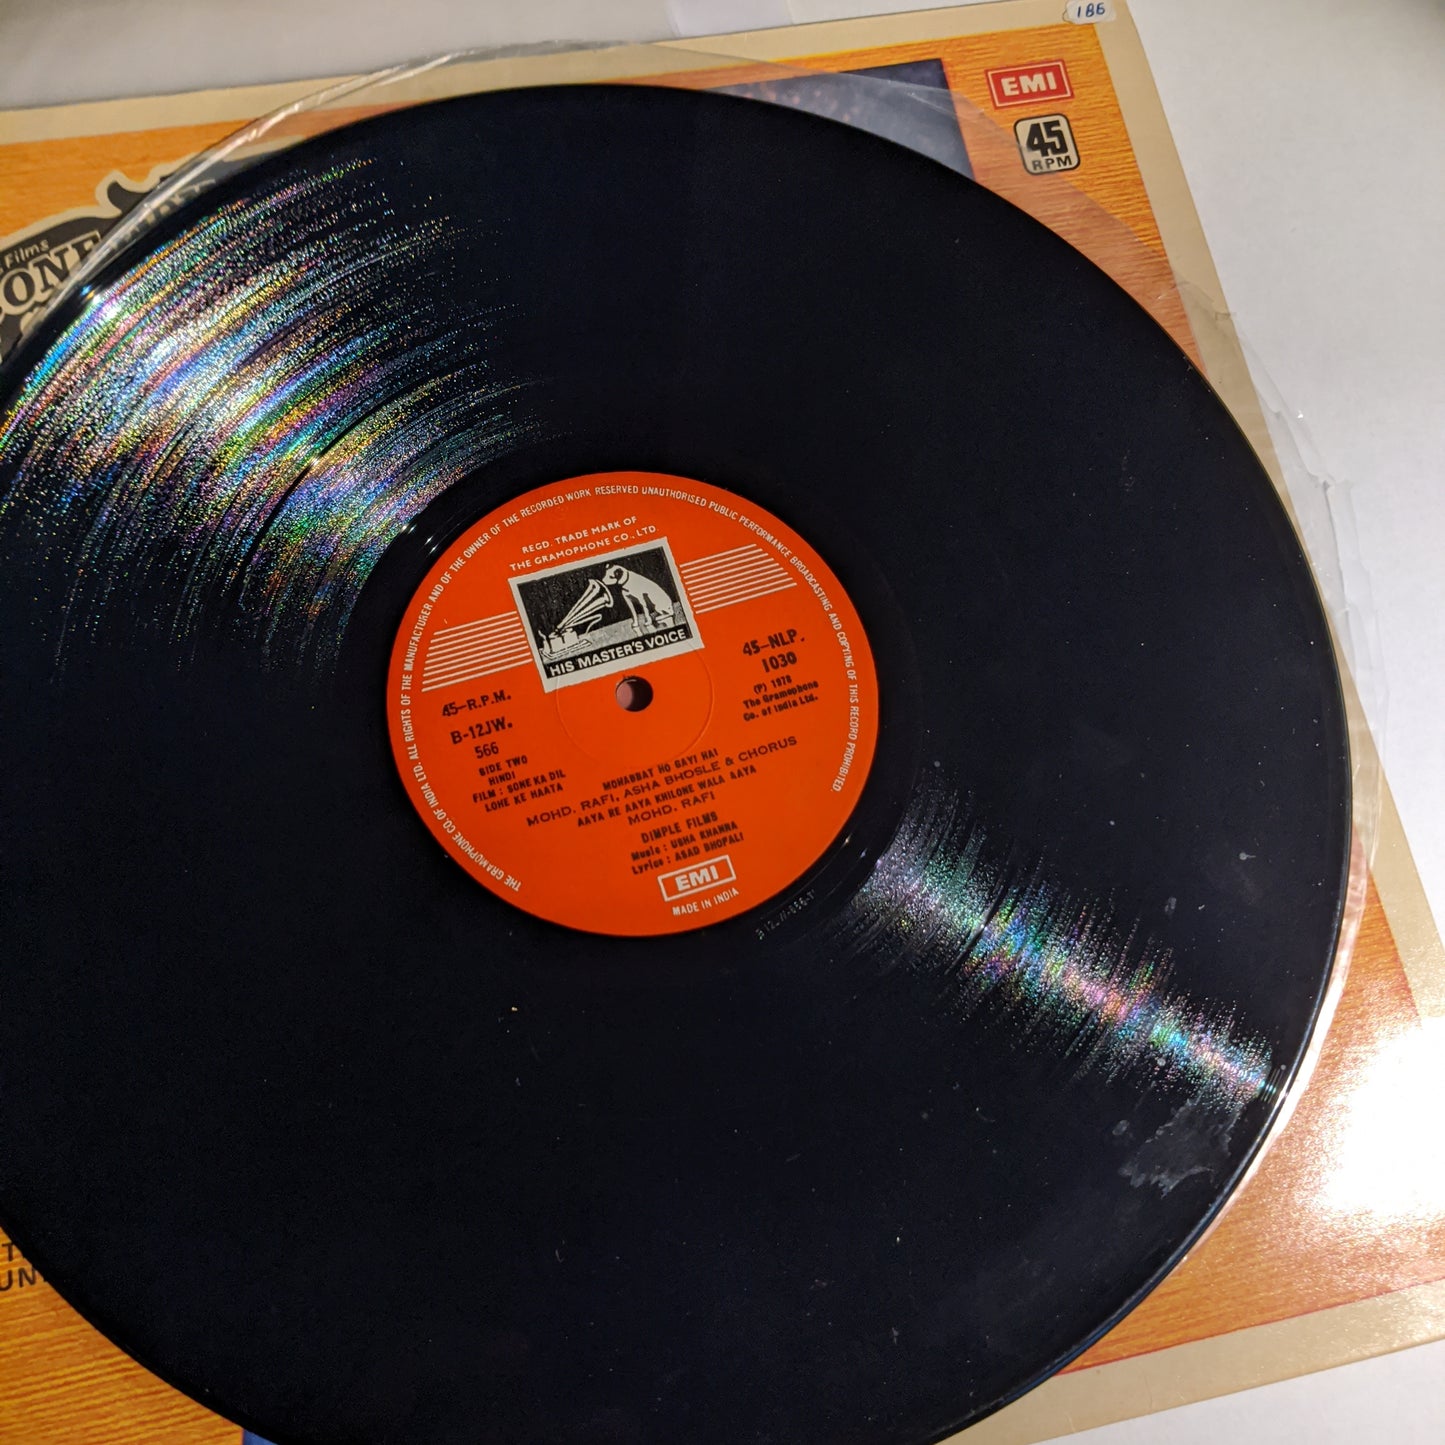 186
EMI
45
RPM
Films
THE GRAMOPHONE CO. OF INDIA LTD. ALL RIGHTS OF THE MANUFACTURER AND OF THE OWNER OF THE RECORDED WORK RESERVED UNAUTHORISED PUBLIC PERFORMANCE BROADCASTING AND COPYING OF THIS RECORD PROHIBITED.
REGD. TRADE MARK OF
THE GRAMOPHONE CO., LTD.
HIS MASTER'S VOICE
45-R.P.M.
B-12JW.
566
SIDE TWO
HINDI
FILM : SONE KA DIL
LOHE KE HAATA
45-NLP.
1030
(P) 1978
The Gramophone
Co. of India Ltd.
MOHABBAT HO GAYI HAI
MOHD. RAFI, ASHA BHOSLE & CHORUS
AAYA RE AAYA KHILONE WALA AAYA
MOHD. RAFI
DIMPLE FILMS
Music : USHA KHANNA
Lyrics : ASAD BHOPALI
EMI
MADE IN INDIA